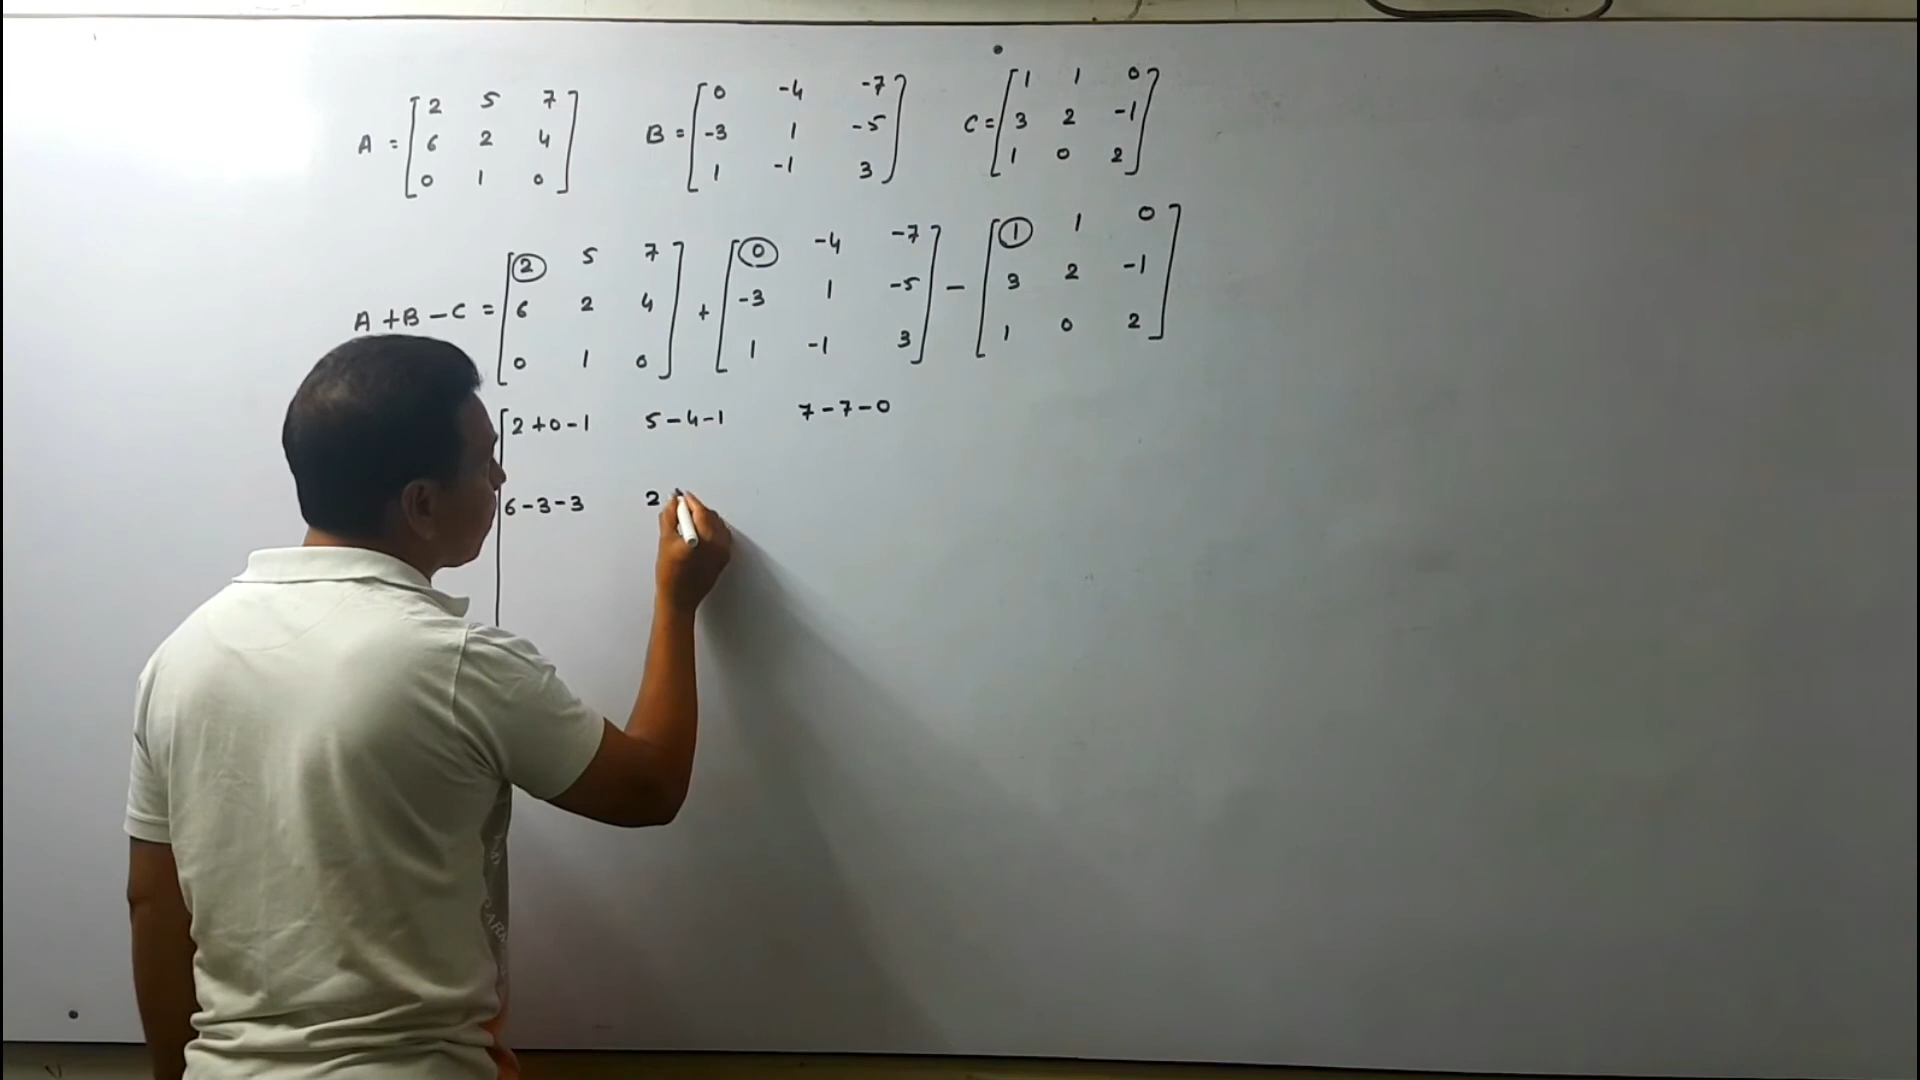 A = [2 5 7 B = [0 -4 -7 C = [1 1 0
6 2 4 -3 1 -5 3 2 -1
0 1 0] 1 -1 3] 1 0 2]
A+B-C = [2 5 7 + [0 -4 -7 - [1 1 0
6 2 4 -3 1 -5 3 2 -1
0 1 0] 1 -1 3] 1 0 2]
[2+0-1 5-4-1 7-7-0
6-3-3 2